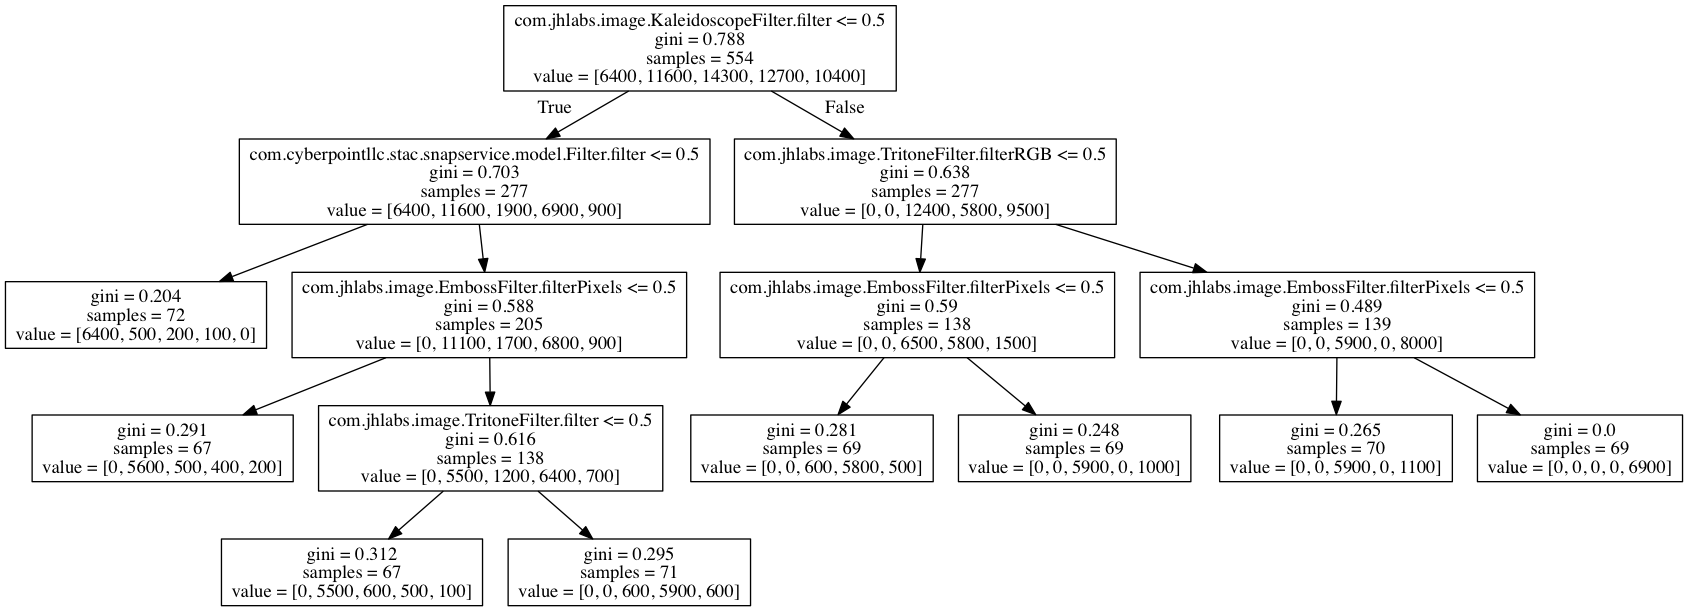 com.jhlabs.image.KaleidoscopeFilter.filter <= 0.5
gini = 0.788
samples = 554
value = [6400, 11600, 14300, 12700, 10400]
True
False
com.cyberpointllc.stac.snapservice.model.Filter.filter <= 0.5
gini = 0.703
samples = 277
value = [6400, 11600, 1900, 6900, 900]
com.jhlabs.image.TritoneFilter.filterRGB <= 0.5
gini = 0.638
samples = 277
value = [0, 0, 12400, 5800, 9500]
gini = 0.204
samples = 72
value = [6400, 500, 200, 100, 0]
com.jhlabs.image.EmbossFilter.filterPixels <= 0.5
gini = 0.588
samples = 205
value = [0, 11100, 1700, 6800, 900]
com.jhlabs.image.EmbossFilter.filterPixels <= 0.5
gini = 0.59
samples = 138
value = [0, 0, 6500, 5800, 1500]
com.jhlabs.image.EmbossFilter.filterPixels <= 0.5
gini = 0.489
samples = 139
value = [0, 0, 5900, 0, 8000]
gini = 0.291
samples = 67
value = [0, 5600, 500, 400, 200]
com.jhlabs.image.TritoneFilter.filter <= 0.5
gini = 0.616
samples = 138
value = [0, 5500, 1200, 6400, 700]
gini = 0.281
samples = 69
value = [0, 0, 600, 5800, 500]
gini = 0.248
samples = 69
value = [0, 0, 5900, 0, 1000]
gini = 0.265
samples = 70
value = [0, 0, 5900, 0, 1100]
gini = 0.0
samples = 69
value = [0, 0, 0, 0, 6900]
gini = 0.312
samples = 67
value = [0, 5500, 600, 500, 100]
gini = 0.295
samples = 71
value = [0, 0, 600, 5900, 600]